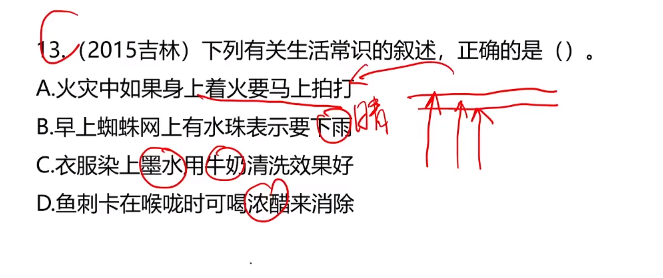 13.（2015吉林）下列有关生活常识的叙述，正确的是（）。
A.火灾中如果身上着火要马上拍打
B.早上蜘蛛网上有水珠表示要下雨 晴
C.衣服染上墨水用牛奶清洗效果好
D.鱼刺卡在喉咙时可喝浓醋来消除